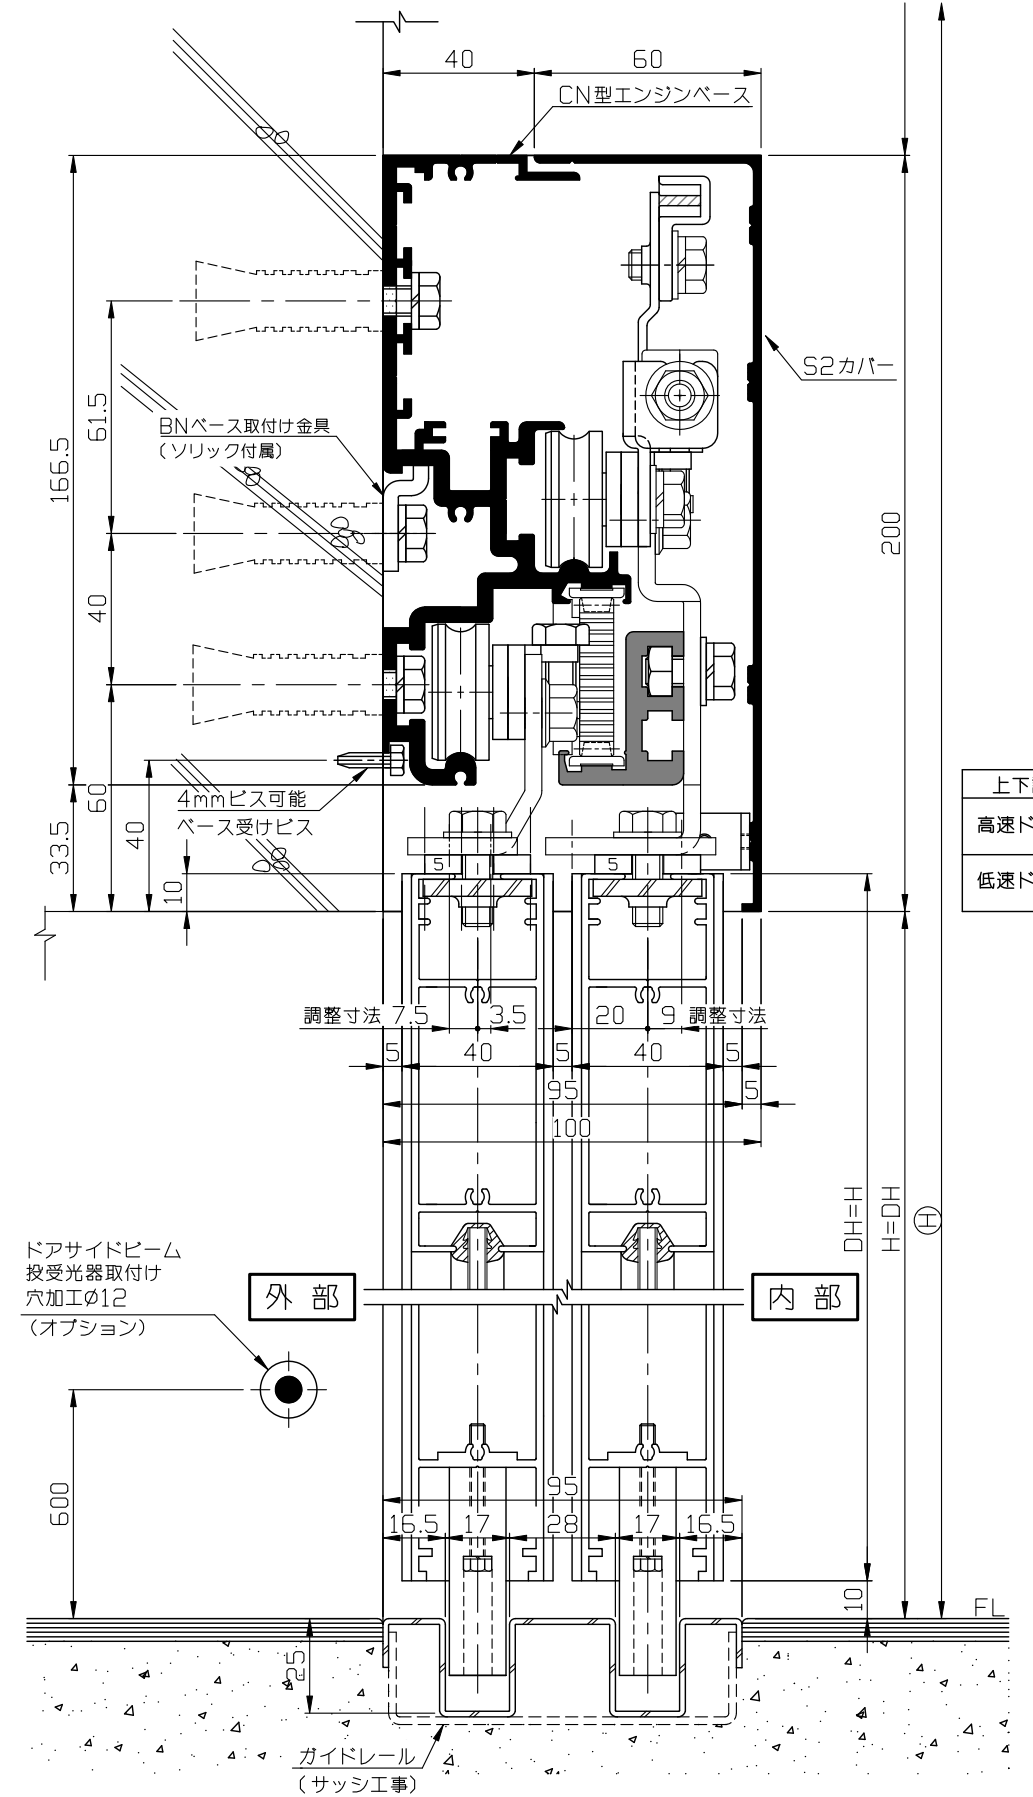 40
60
CN型エンジンベース
S2カバー
BNベース取付け金具
(ソリック付属)
61.5
166.5
40
60
33.5
40
10
200
4mmビス可能
ベース受けビス
5
5
上下
高速ド
低速ド
調整寸法 7.5
3.5
20
9 調整寸法
5
40
5
40
5
95
5
100
DH=H
H=DH
H
ドアサイドビーム
投受光器取付け
穴加工Ø12
(オプション)
外 部
内 部
600
95
16.5
17
28
17
16.5
10
FL
25
ガイドレール
(サッシ工事)